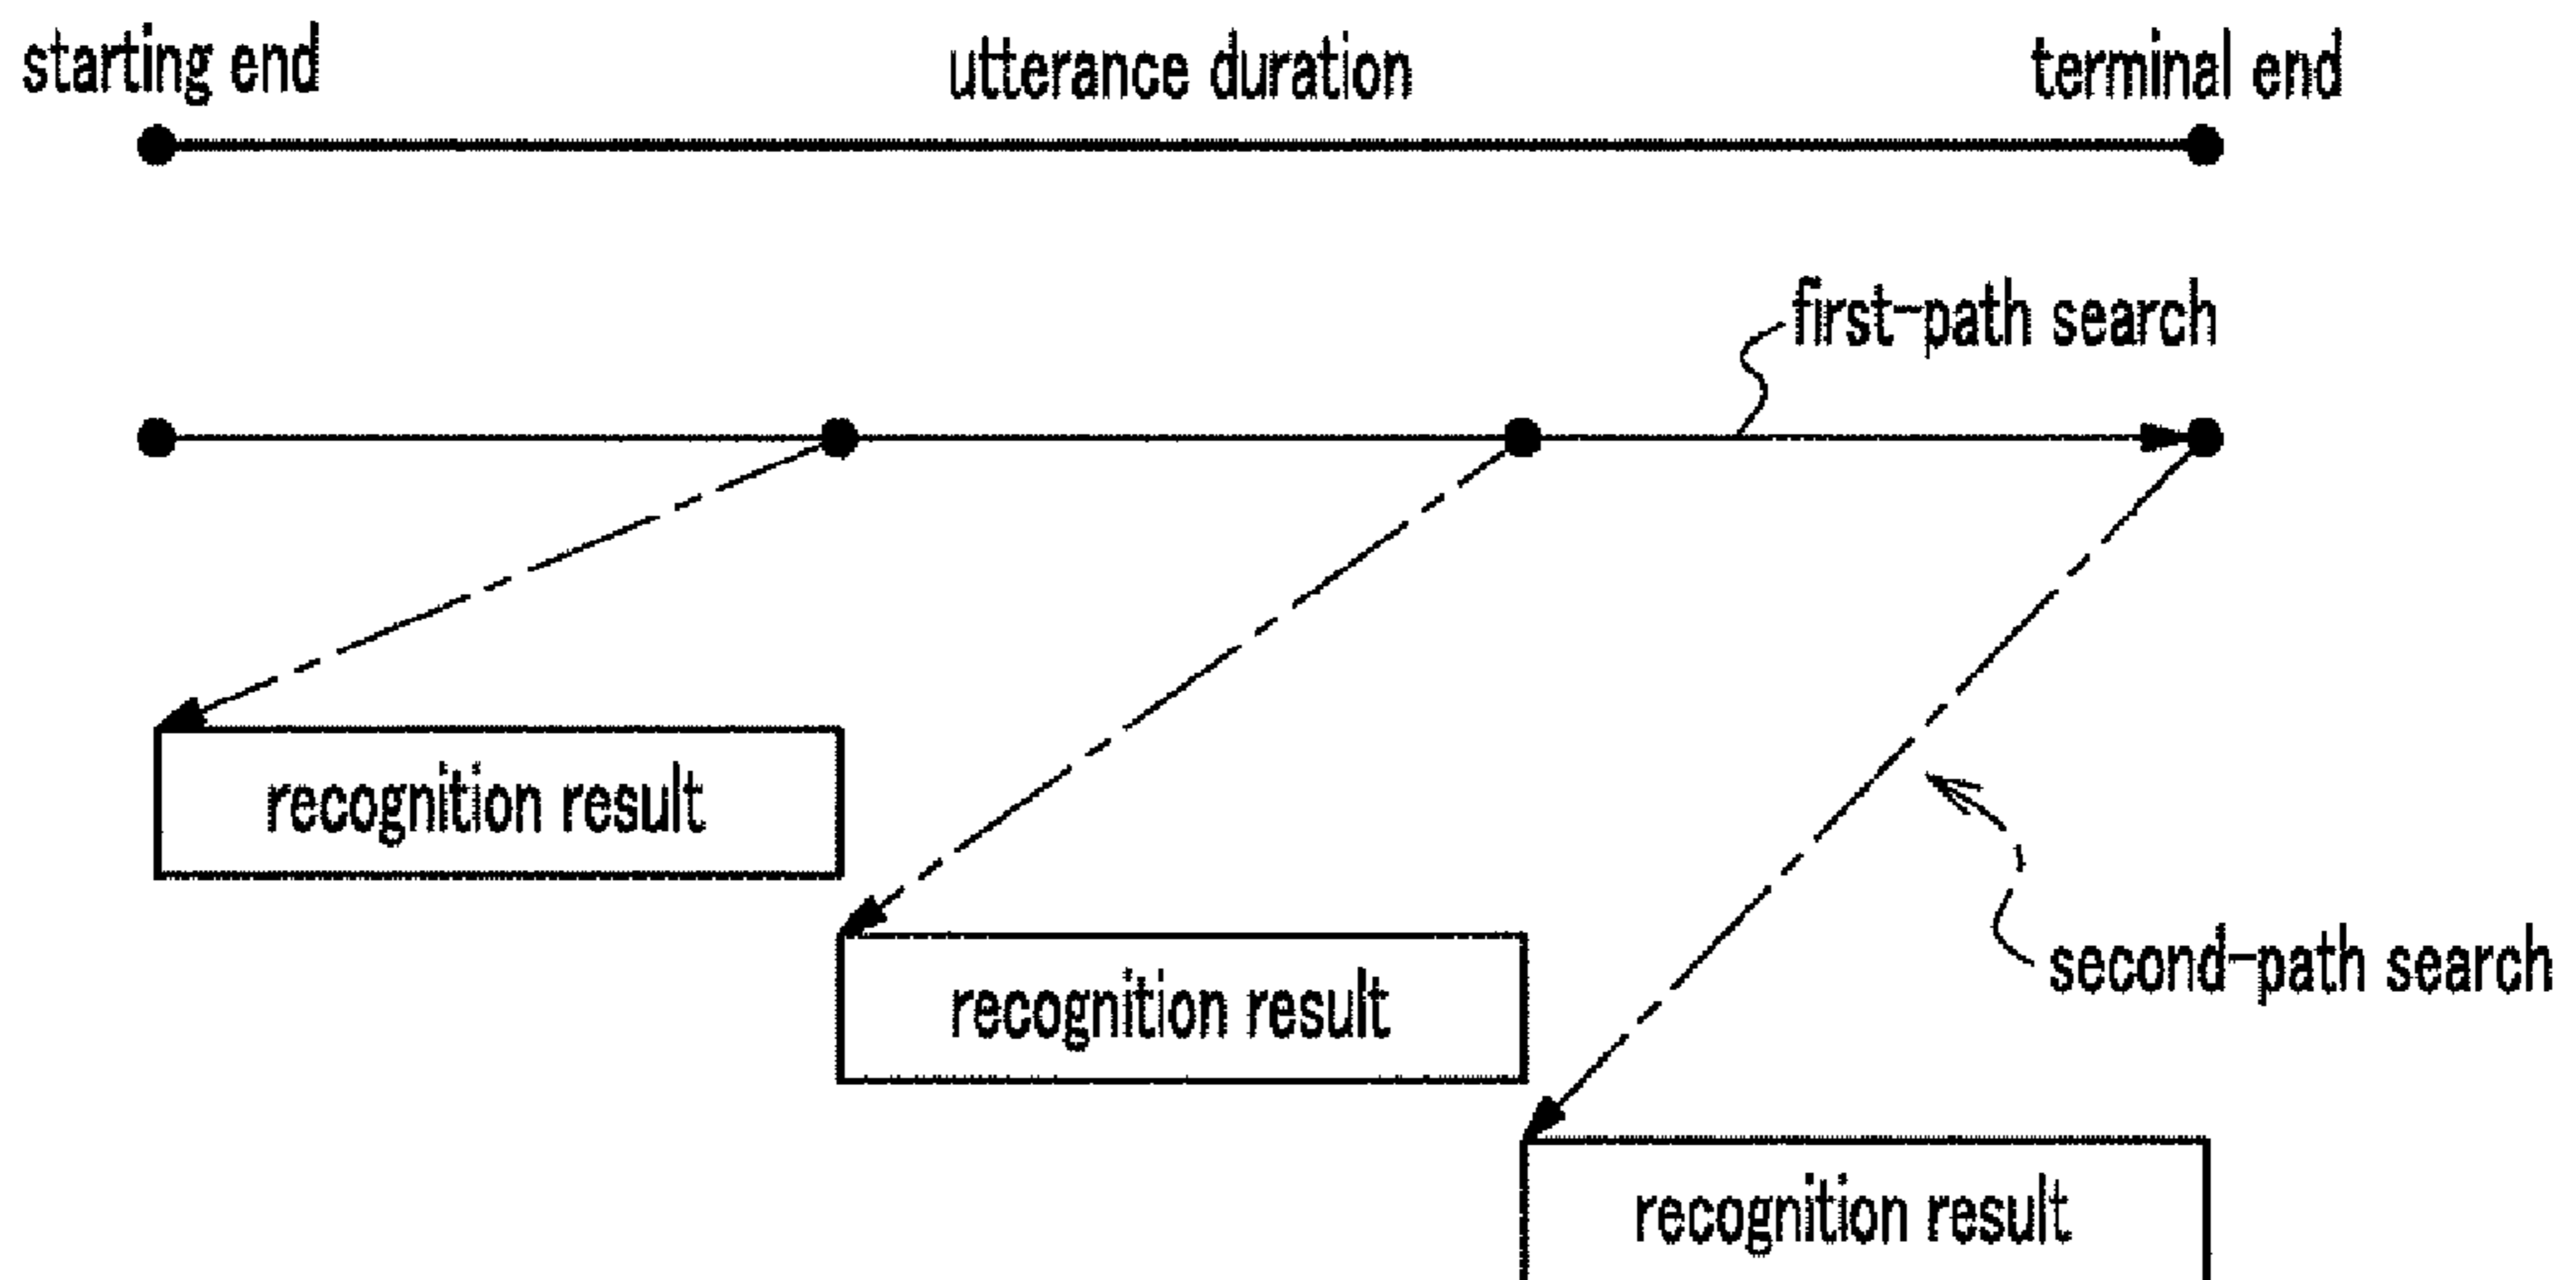 starting end
utterance duration
terminal end
first-path search
recognition result
recognition result
second-path search
recognition result